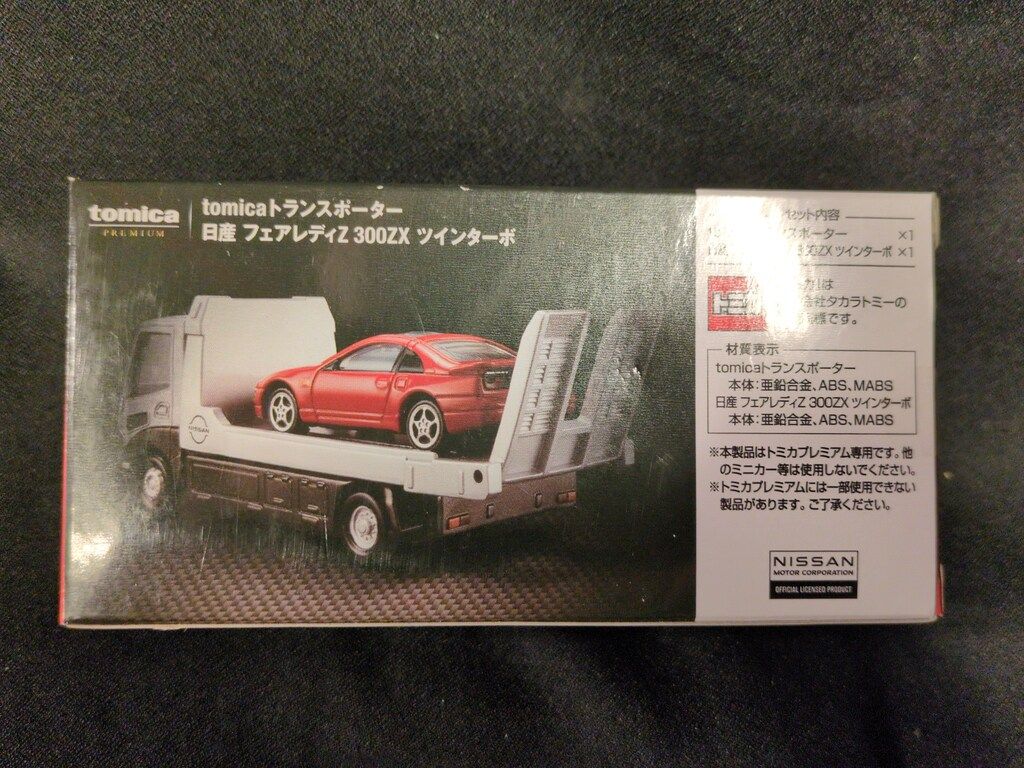 tomica
PREMIUM
tomicaトランスポーター
日産 フェアレディZ 300ZX ツインターボ
NISSAN
セット内容
スポーター ×1
300ZX ツインターボ ×1
は
会社タカラトミーの
商標です。
材質表示
tomicaトランスポーター
本体:亜鉛合金、ABS、MABS
日産 フェアレディZ 300ZX ツインターボ
本体:亜鉛合金、ABS、MABS
※本製品はトミカプレミアム専用です。他
のミニカー等は使用しないでください。
※トミカプレミアムには一部使用できない
製品があります。ご了承ください。
NISSAN
MOTOR CORPORATION
OFFICIAL LICENSED PRODUCT